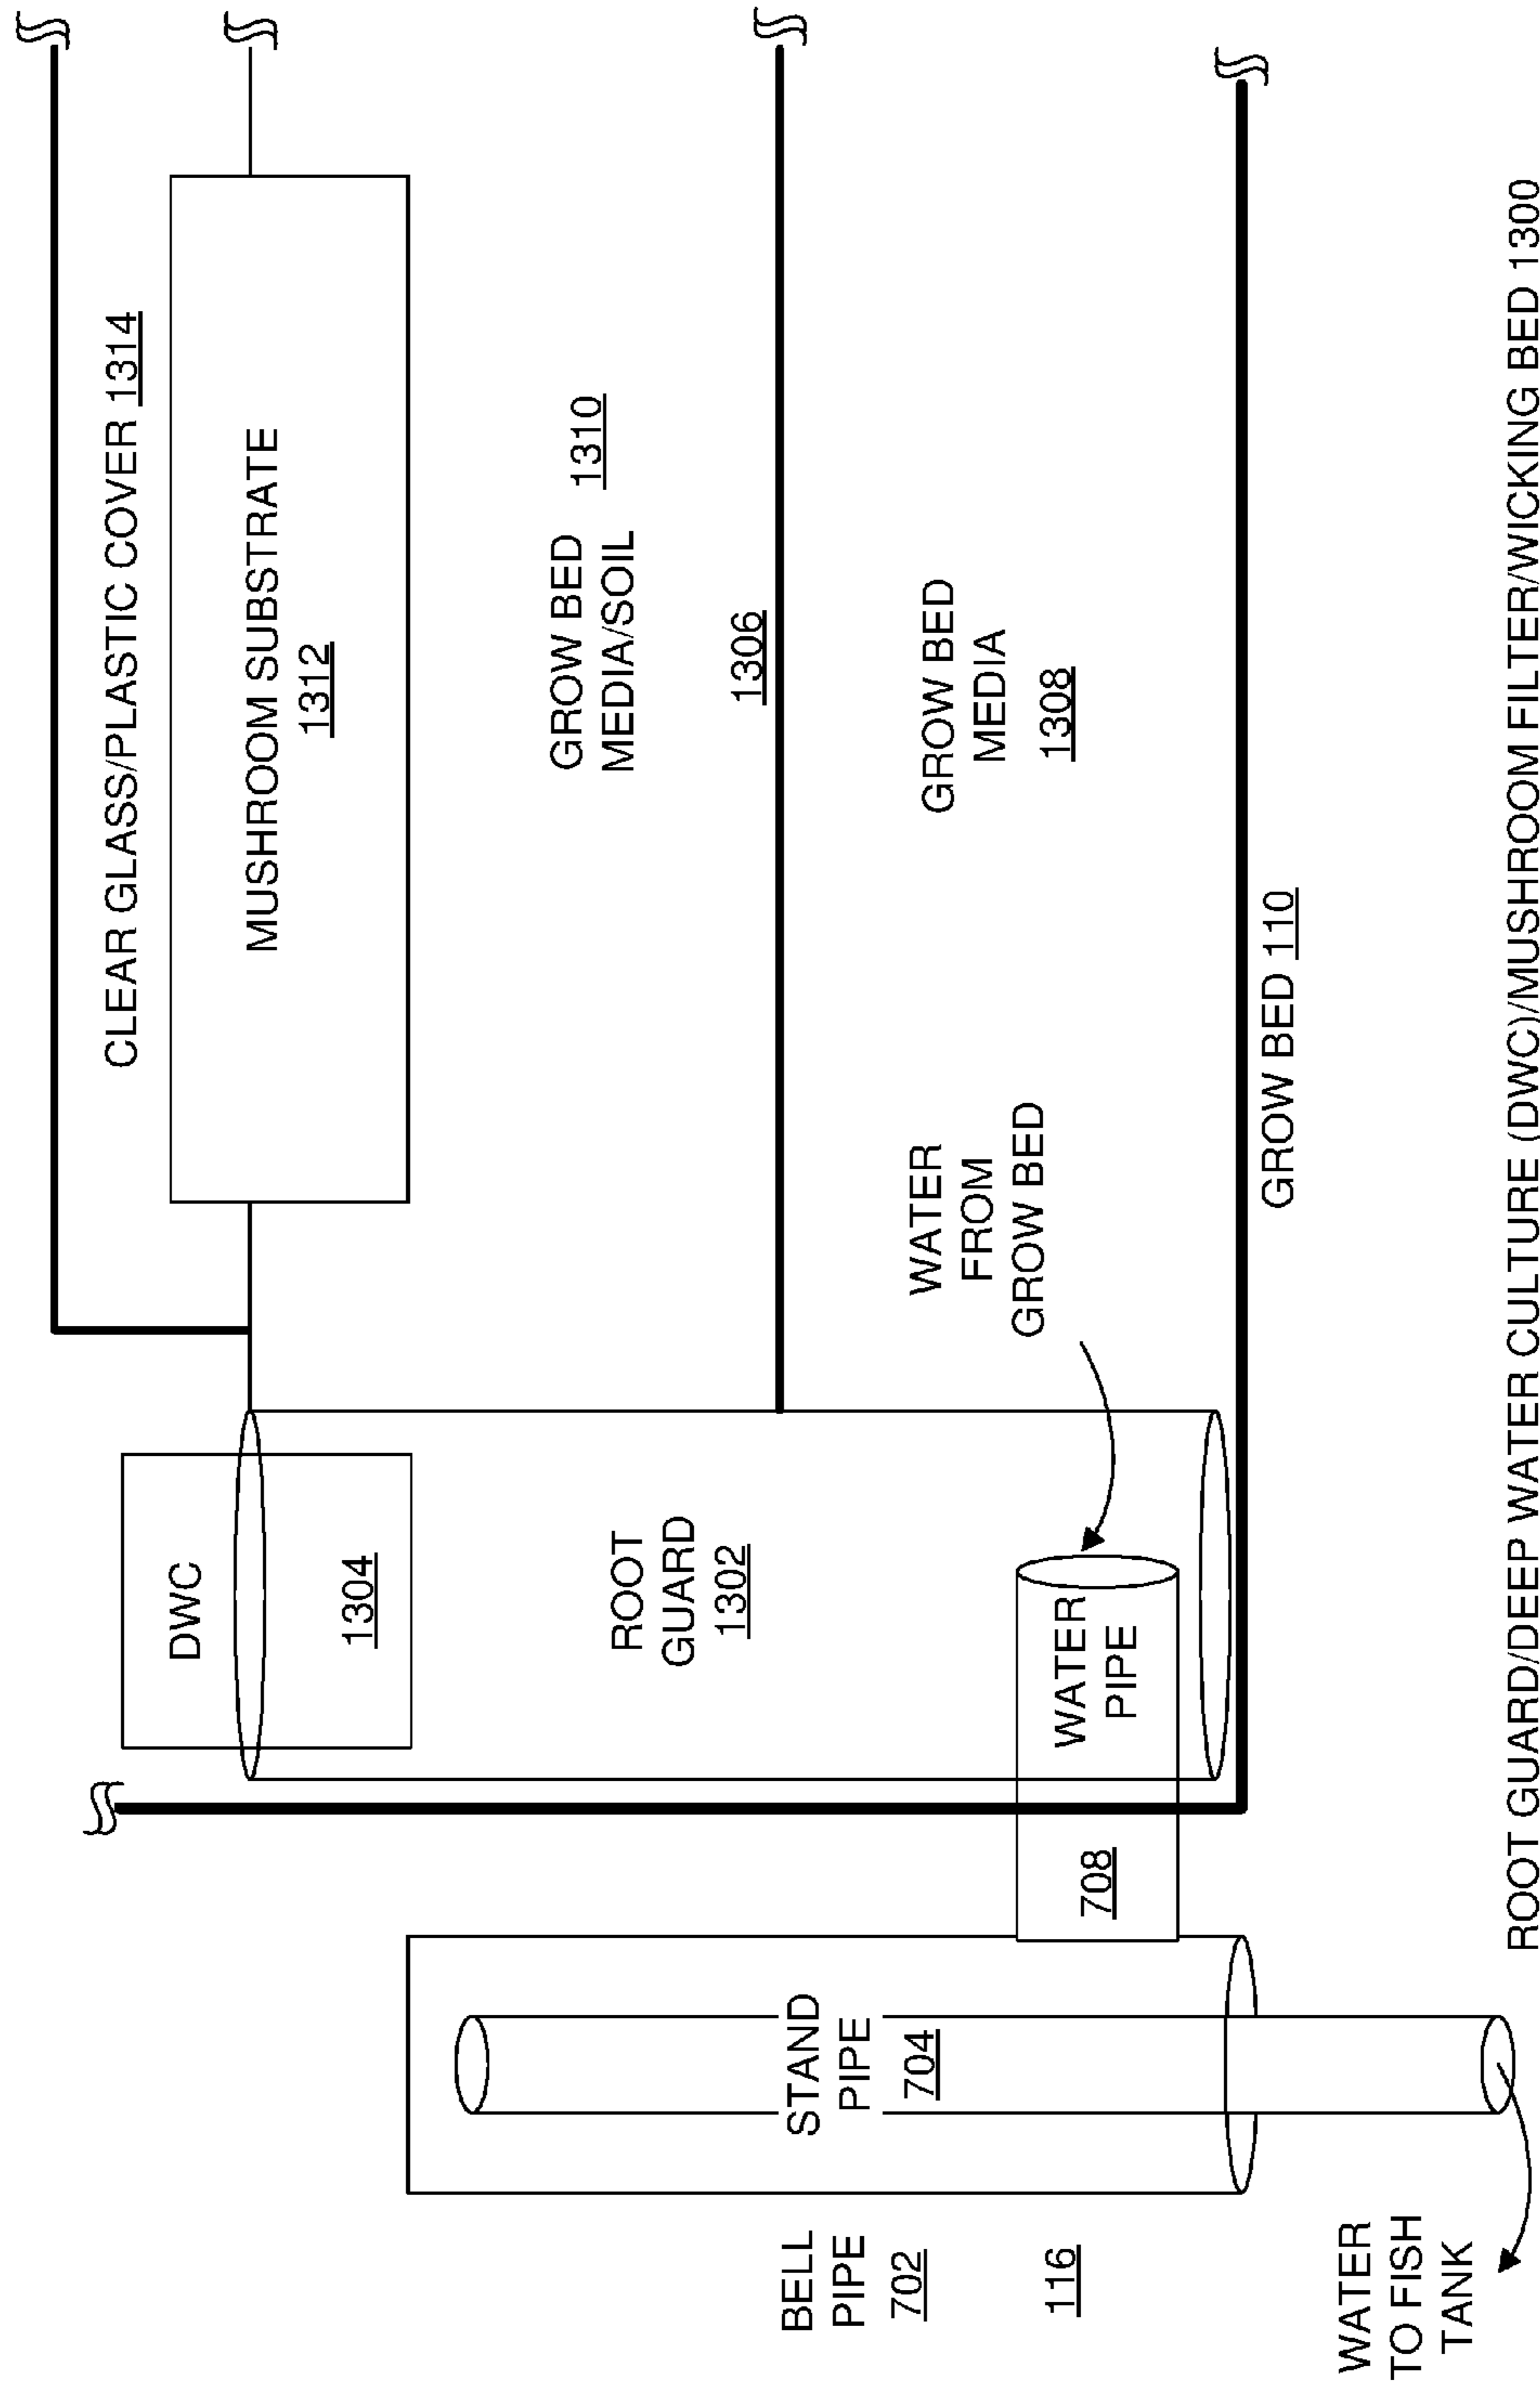 CLEAR GLASS/PLASTIC COVER 1314
DWC
1304
MUSHROOM SUBSTRATE
1312
GROW BED
MEDIA/SOIL
1310
ROOT
GUARD
1302
1306
BELL
PIPE
702
116
STAND
PIPE
704
708
WATER
PIPE
WATER
FROM
GROW BED
GROW BED
MEDIA
1308
GROW BED 110
WATER
TO FISH
TANK
ROOT GUARD/DEEP WATER CULTURE (DWC)/MUSHROOM FILTER/WICKING BED 1300